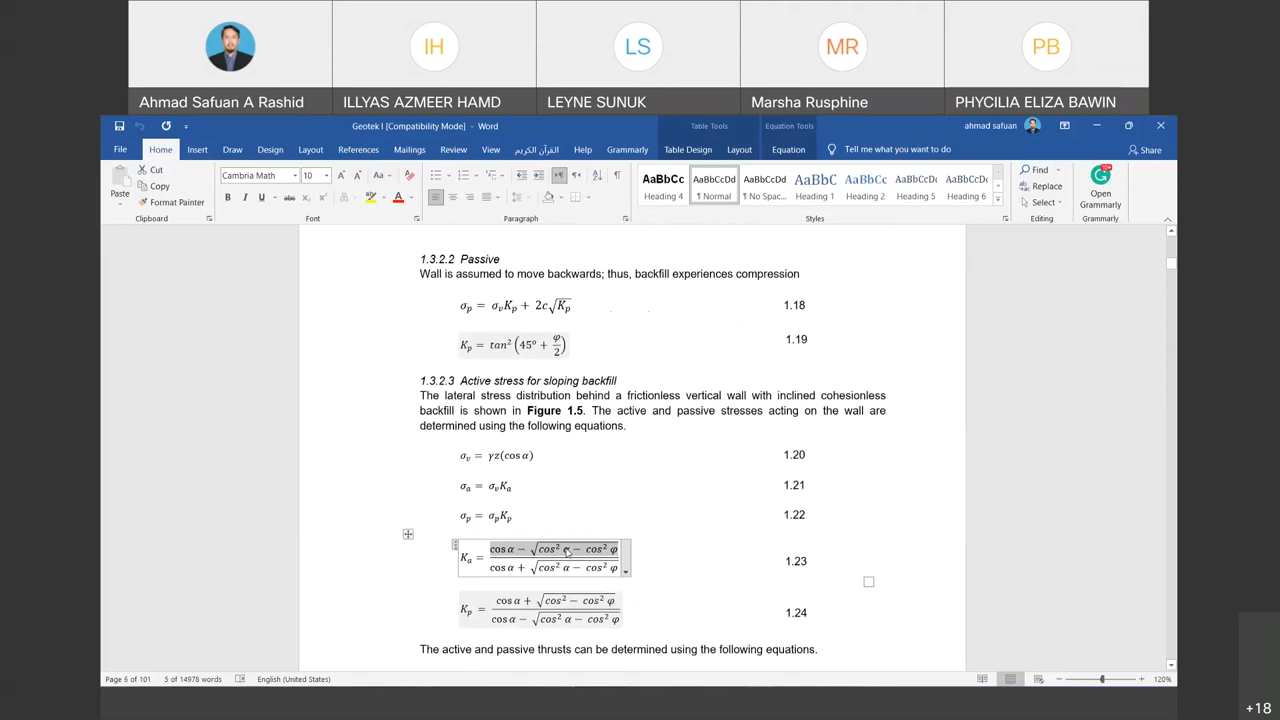 IH
LS
MR
PB
Ahmad Safuan A Rashid
ILLYAS AZMEER HAMD
LEYNE SUNUK
Marsha Rusphine
PHYCILIA ELIZA BAWIN
Geotek I [Compatibility Mode] - Word
Table Tools
Equation Tools
ahmad safuan
File Home Insert Draw Design Layout References Mailings Review View القرآن الكريم Help Grammarly Table Design Layout Equation Tell me what you want to do Share
Paste
Cut
Copy
Format Painter
Cambria Math 10
AaBbCc AaBbCcDd AaBbCcDd AaBbC AaBbCc AaBbCcD AaBbCcD
Heading 4 ¶ Normal ¶ No Spac... Heading 1 Heading 2 Heading 5 Heading 6
Find
Replace
Select
Open Grammarly
Clipboard Font Paragraph Styles Editing Grammarly
1.3.2.2 Passive
Wall is assumed to move backwards; thus, backfill experiences compression
σp = σvKp + 2c√Kp 1.18
Kp = tan² (45° + φ/2) 1.19
1.3.2.3 Active stress for sloping backfill
The lateral stress distribution behind a frictionless vertical wall with inclined cohesionless
backfill is shown in Figure 1.5. The active and passive stresses acting on the wall are
determined using the following equations.
σv = γz(cos α) 1.20
σa = σvKa 1.21
σp = σpKp 1.22
Ka = (cos α − √(cos² α − cos² φ)) / (cos α + √(cos² α − cos² φ)) 1.23
Kp = (cos α + √(cos² − cos² φ)) / (cos α − √(cos² α − cos² φ)) 1.24
The active and passive thrusts can be determined using the following equations.
Page 6 of 101 5 of 14978 words English (United States) 120%
+18